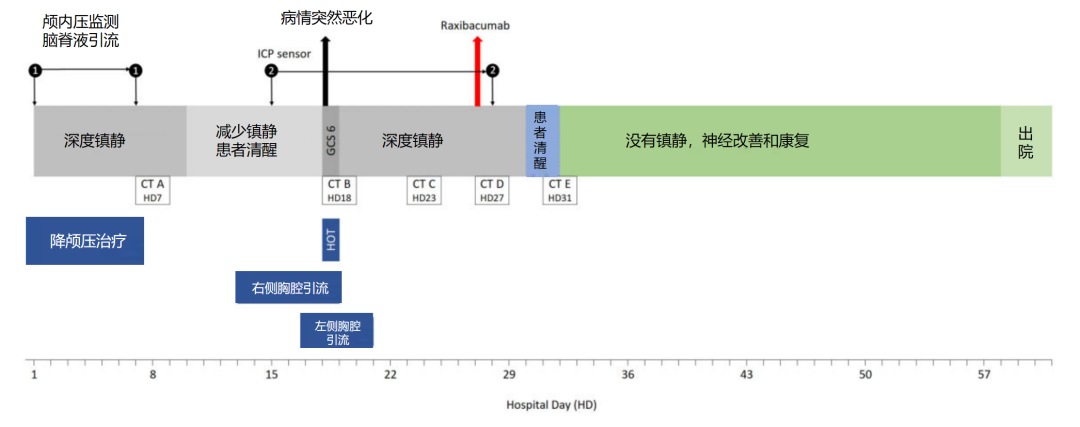 颅内压监测
脑脊液引流
病情突然恶化
Raxibacumab
ICP sensor
1
1
2
2
深度镇静
减少镇静
患者清醒
GCS 6
深度镇静
患者清醒
没有镇静，神经改善和康复
出院
CT A
HD7
CT B
HD18
CT C
HD23
CT D
HD27
CT E
HD31
降颅压治疗
HOT
右侧胸腔引流
左侧胸腔
引流
1 8 15 22 29 36 43 50 57
Hospital Day (HD)